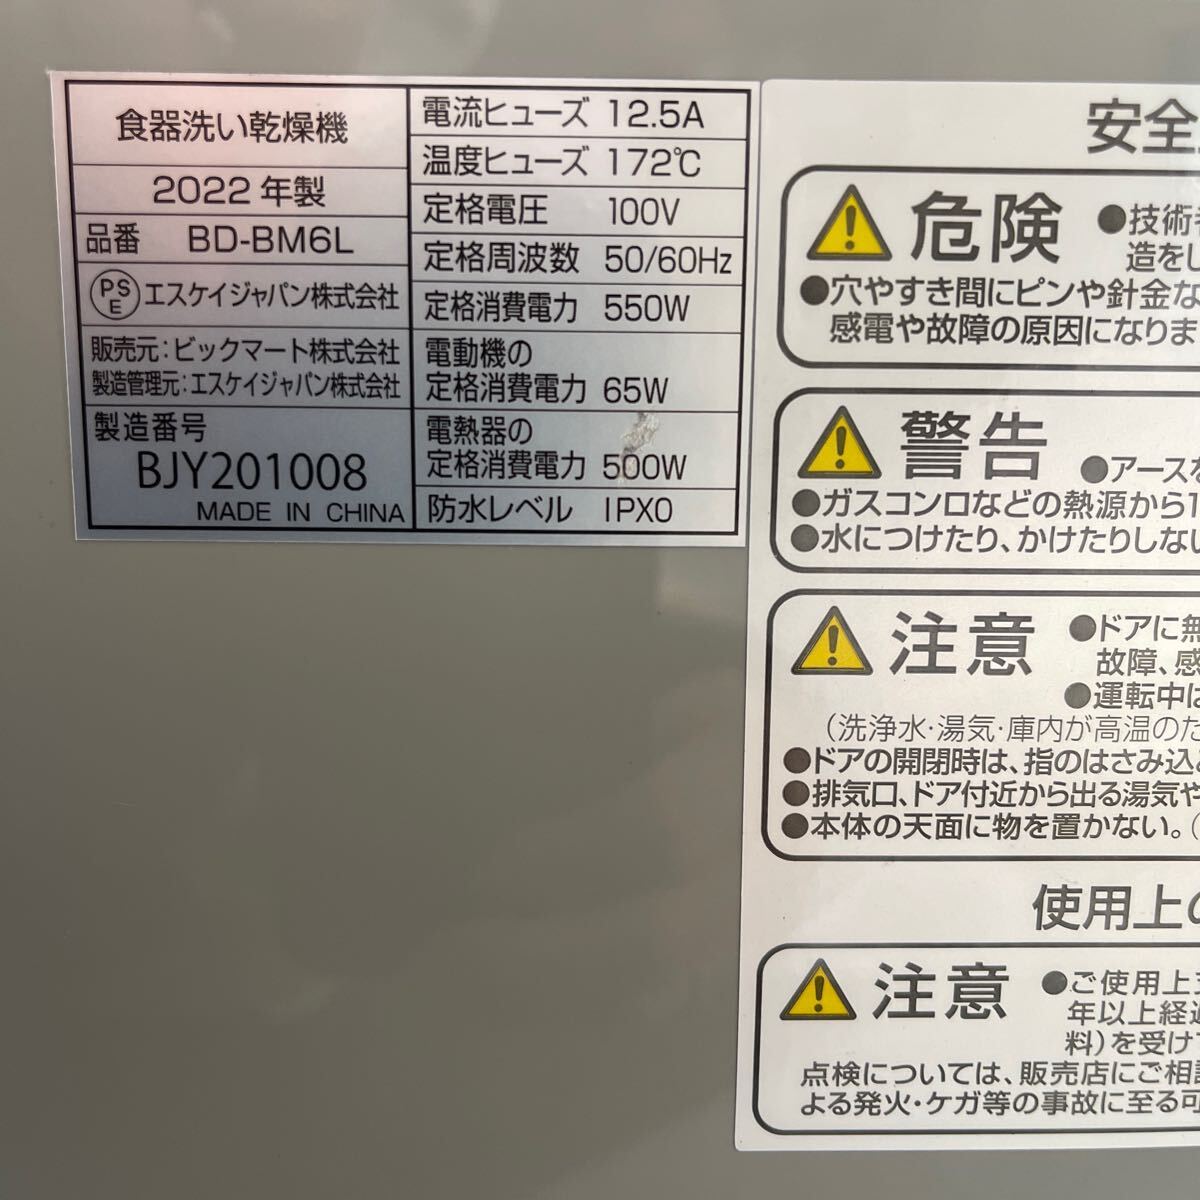 食器洗い乾燥機
2022年製
品番 BD-BM6L
PSE エスケイジャパン株式会社
販売元:ビックマート株式会社
製造管理元:エスケイジャパン株式会社
製造番号
BJY201008
MADE IN CHINA
電流ヒューズ 12.5A
温度ヒューズ 172℃
定格電圧 100V
定格周波数 50/60Hz
定格消費電力 550W
電動機の
定格消費電力 65W
電熱器の
定格消費電力 500W
防水レベル IPX0
安全
危険
●技術
造をし
●穴やすき間にピンや針金な
感電や故障の原因になりま
警告
●アースな
●ガスコンロなどの熱源から1
●水につけたり、かけたりしない
注意
●ドアに無
故障、感
●運転中は
(洗浄水・湯気・庫内が高温のた
●ドアの開閉時は、指のはさみ込
●排気口、ドア付近から出る湯気や
●本体の天面に物を置かない。(
使用上の
注意
●ご使用上
年以上経過
料)を受け
点検については、販売店にご相談
よる発火・ケガ等の事故に至る可